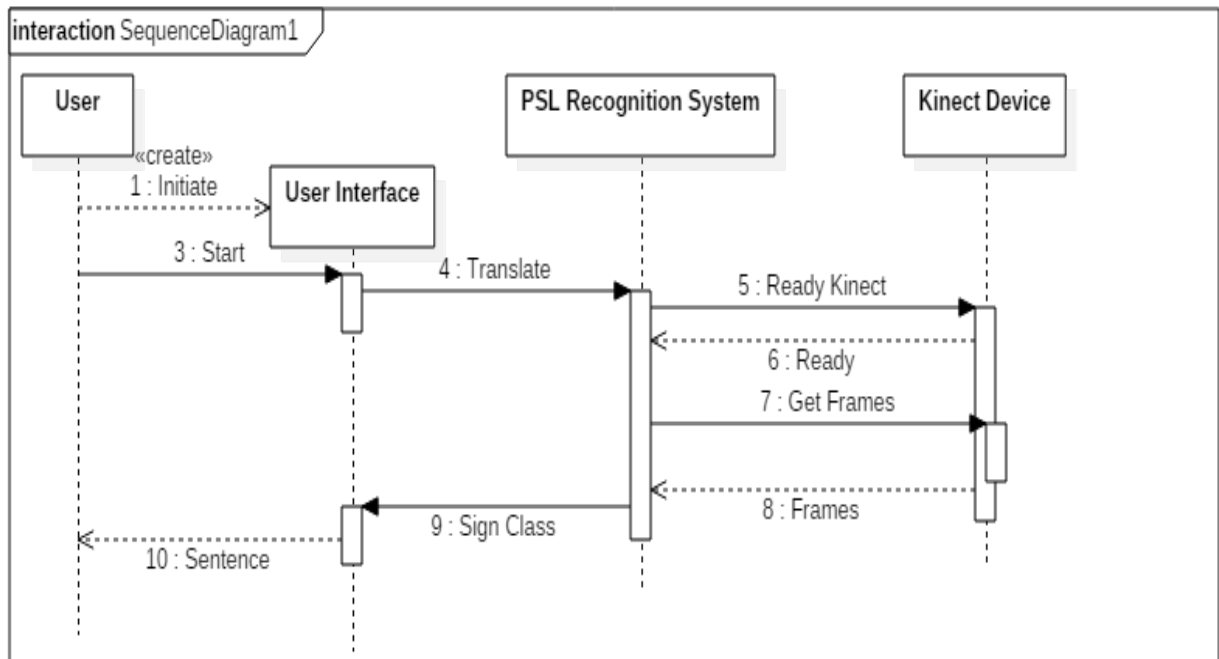 interaction SequenceDiagram1
User
PSL Recognition System
Kinect Device
«create»
1 : Initiate
User Interface
3 : Start
4 : Translate
5 : Ready Kinect
6 : Ready
7 : Get Frames
8 : Frames
9 : Sign Class
10 : Sentence